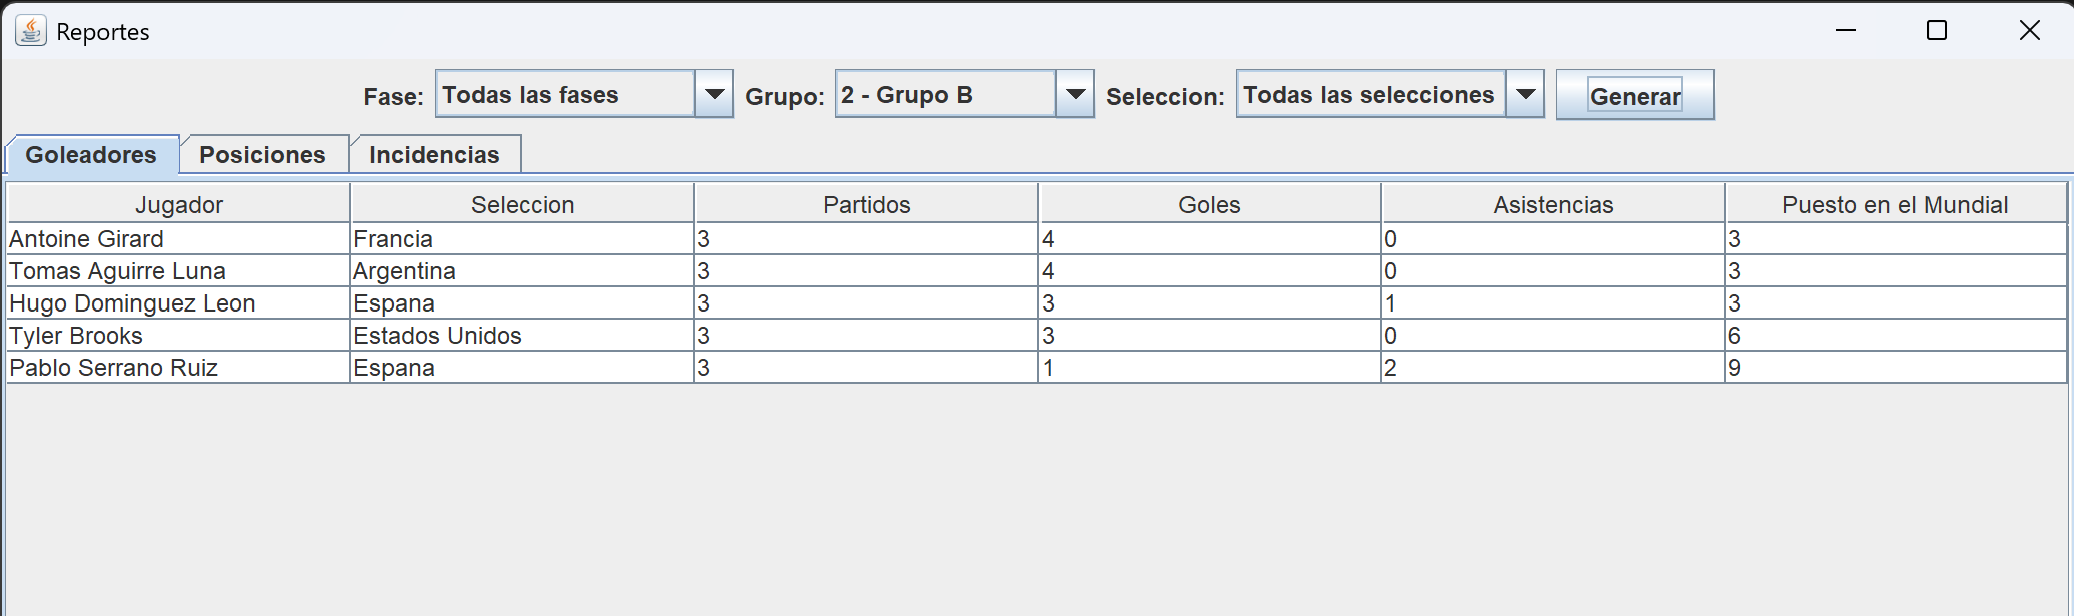 Reportes
Fase: Todas las fases Grupo: 2 - Grupo B Seleccion: Todas las selecciones Generar
Goleadores Posiciones Incidencias
Jugador Seleccion Partidos Goles Asistencias Puesto en el Mundial
Antoine Girard Francia 3 4 0 3
Tomas Aguirre Luna Argentina 3 4 0 3
Hugo Dominguez Leon Espana 3 3 1 3
Tyler Brooks Estados Unidos 3 3 0 6
Pablo Serrano Ruiz Espana 3 1 2 9